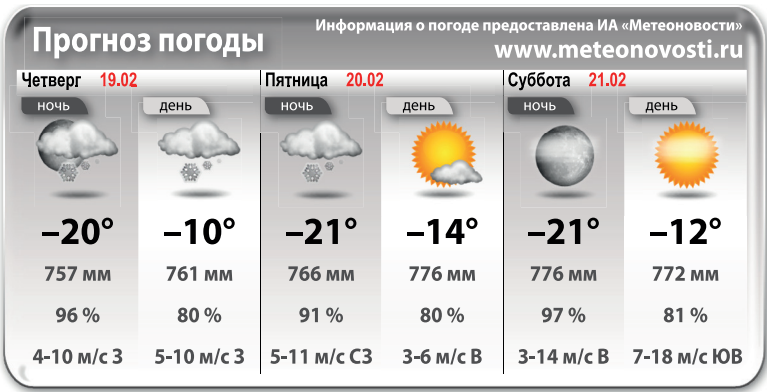 Прогноз погоды
Информация о погоде предоставлена ИА «Метеоновости»
www.meteonovosti.ru
Четверг 19.02 Пятница 20.02 Суббота 21.02
ночь день ночь день ночь день
–20° –10° –21° –14° –21° –12°
757 мм 761 мм 766 мм 776 мм 776 мм 772 мм
96 % 80 % 91 % 80 % 97 % 81 %
4-10 м/с З 5-10 м/с З 5-11 м/с СЗ 3-6 м/с В 3-14 м/с В 7-18 м/с ЮВ